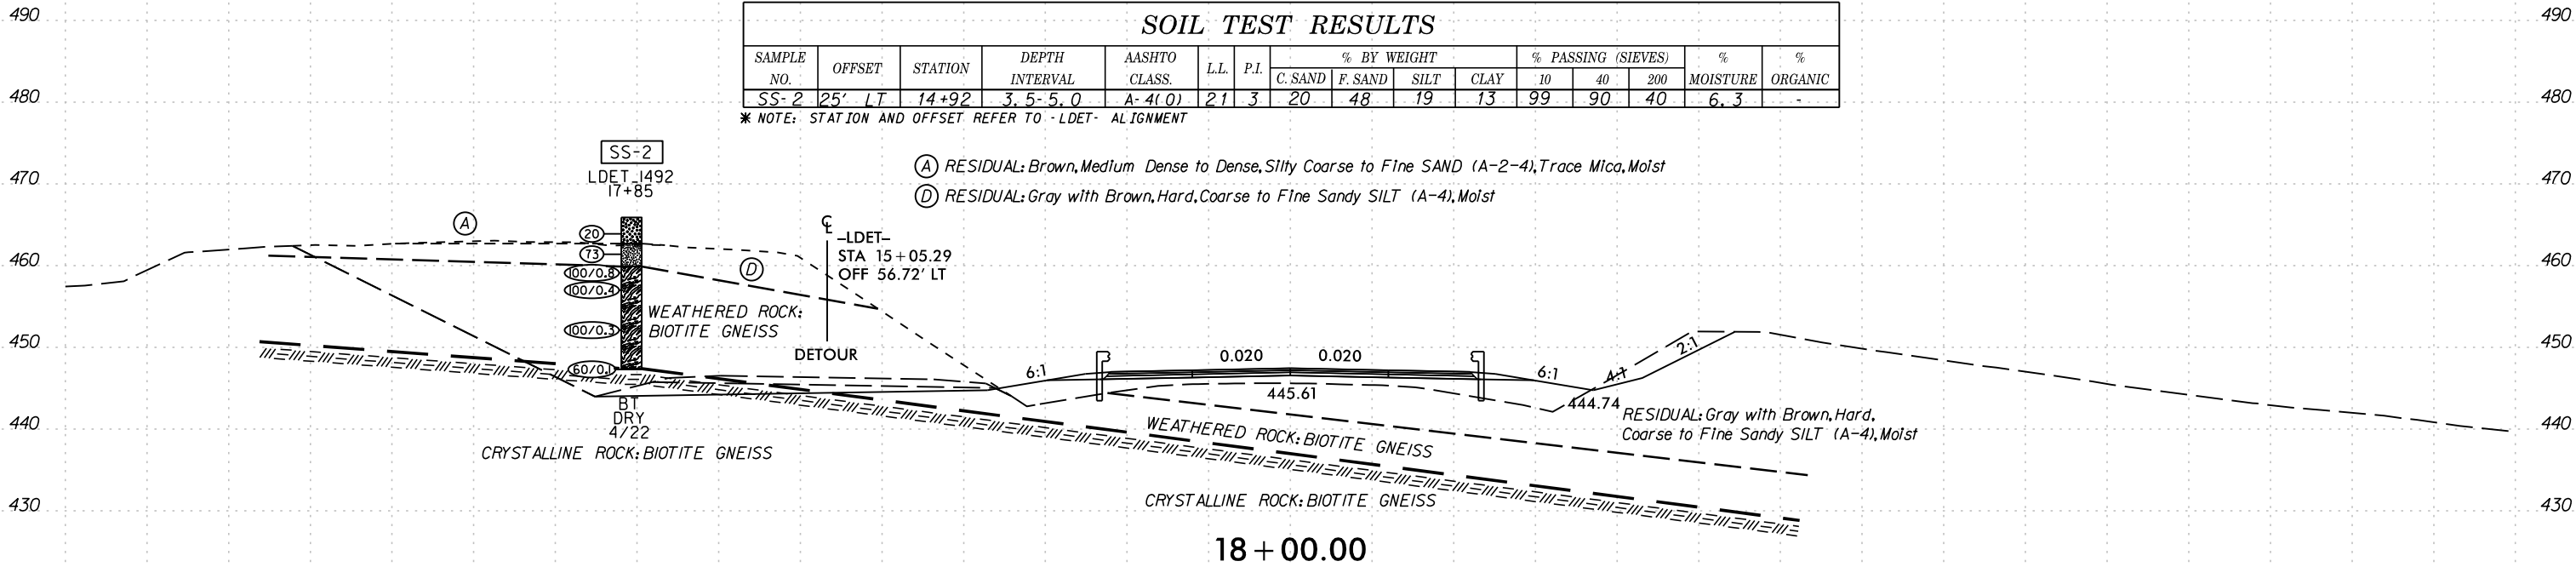 490
490
SOIL TEST RESULTS
SAMPLE NO. OFFSET STATION DEPTH INTERVAL AASHTO CLASS. L.L. P.I. % BY WEIGHT % PASSING (SIEVES) % MOISTURE % ORGANIC
C. SAND F. SAND SILT CLAY 10 40 200
SS-2 25' LT 14+92 3.5-5.0 A-4(0) 21 3 20 48 19 13 99 90 40 6.3 -
480
480
* NOTE: STATION AND OFFSET REFER TO -LDET- ALIGNMENT
SS-2
LDET_1492
17+85
A RESIDUAL: Brown, Medium Dense to Dense, Silty Coarse to Fine SAND (A-2-4), Trace Mica, Moist
470
470
D RESIDUAL: Gray with Brown, Hard, Coarse to Fine Sandy SILT (A-4), Moist
A
20
73
100/0.8
100/0.4
100/0.3
60/0.1
D
℄
-LDET-
STA 15+05.29
OFF 56.72' LT
460
460
WEATHERED ROCK:
BIOTITE GNEISS
DETOUR
450
450
6:1
0.020
0.020
6:1
4:1
2:1
445.61
444.74
BT
DRY
4/22
RESIDUAL: Gray with Brown, Hard,
Coarse to Fine Sandy SILT (A-4), Moist
440
440
WEATHERED ROCK: BIOTITE GNEISS
CRYSTALLINE ROCK: BIOTITE GNEISS
CRYSTALLINE ROCK: BIOTITE GNEISS
430
430
18+00.00